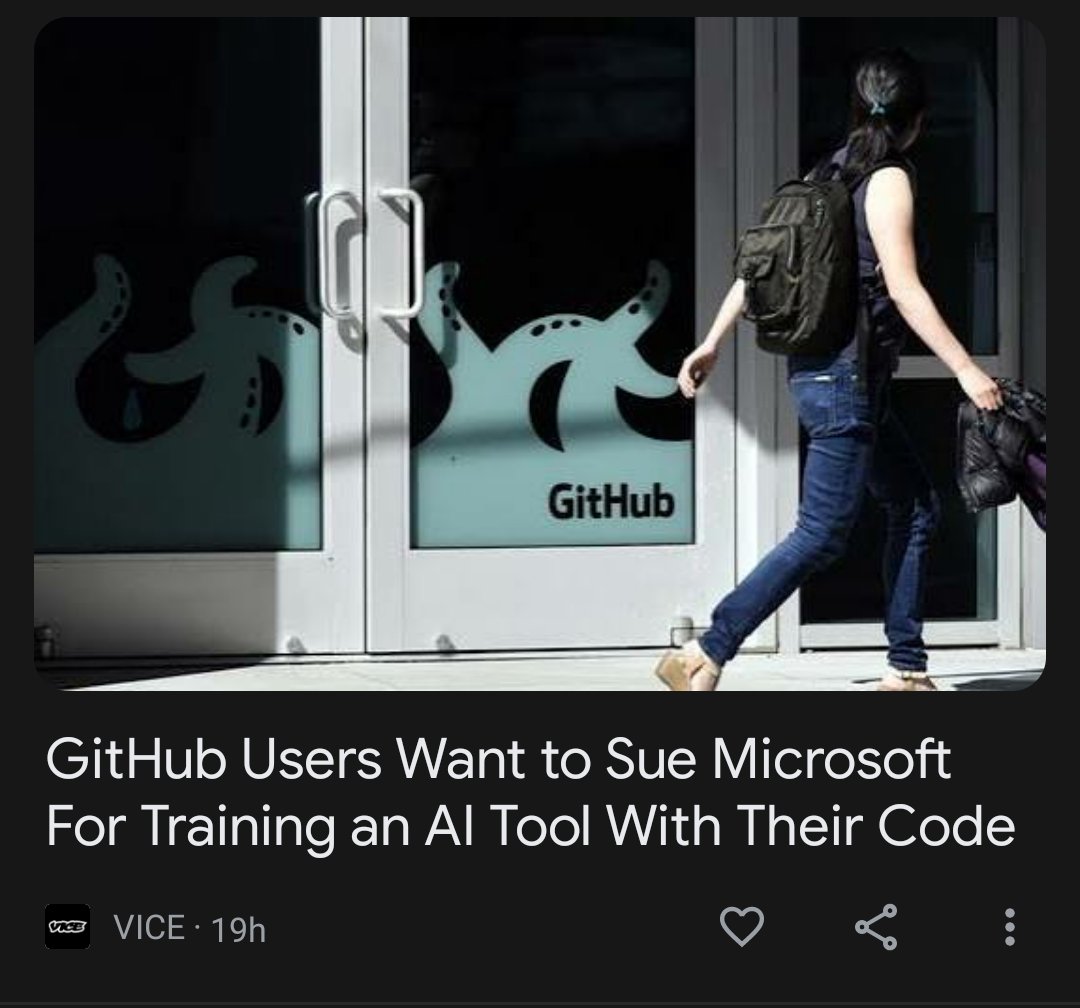 GitHub
GitHub Users Want to Sue Microsoft
For Training an AI Tool With Their Code
VICE
VICE · 19h